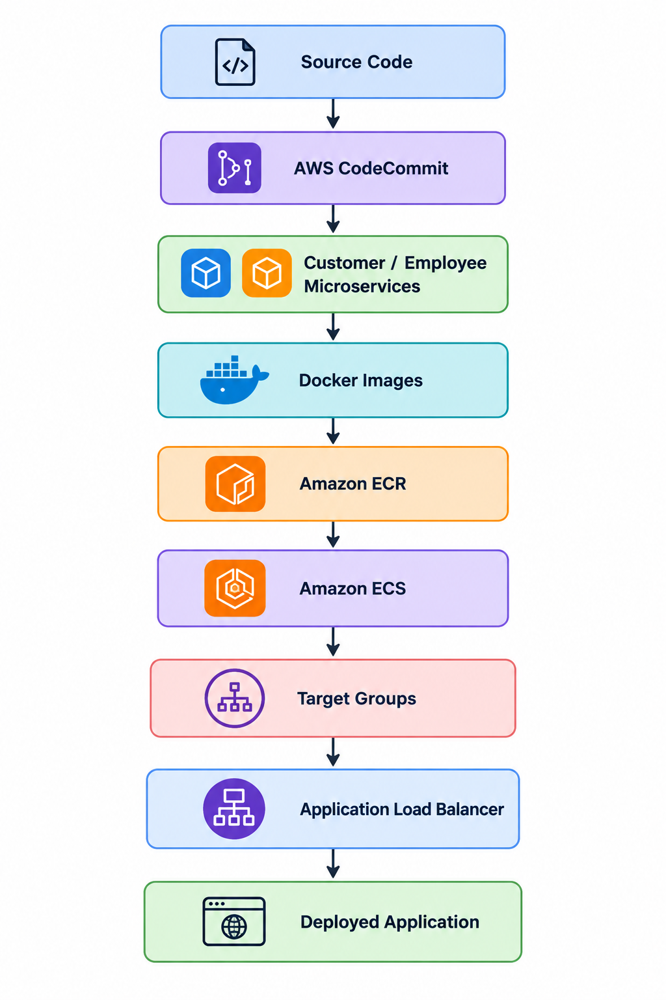 Source Code
AWS CodeCommit
Customer / Employee
Microservices
Docker Images
Amazon ECR
Amazon ECS
Target Groups
Application Load Balancer
Deployed Application